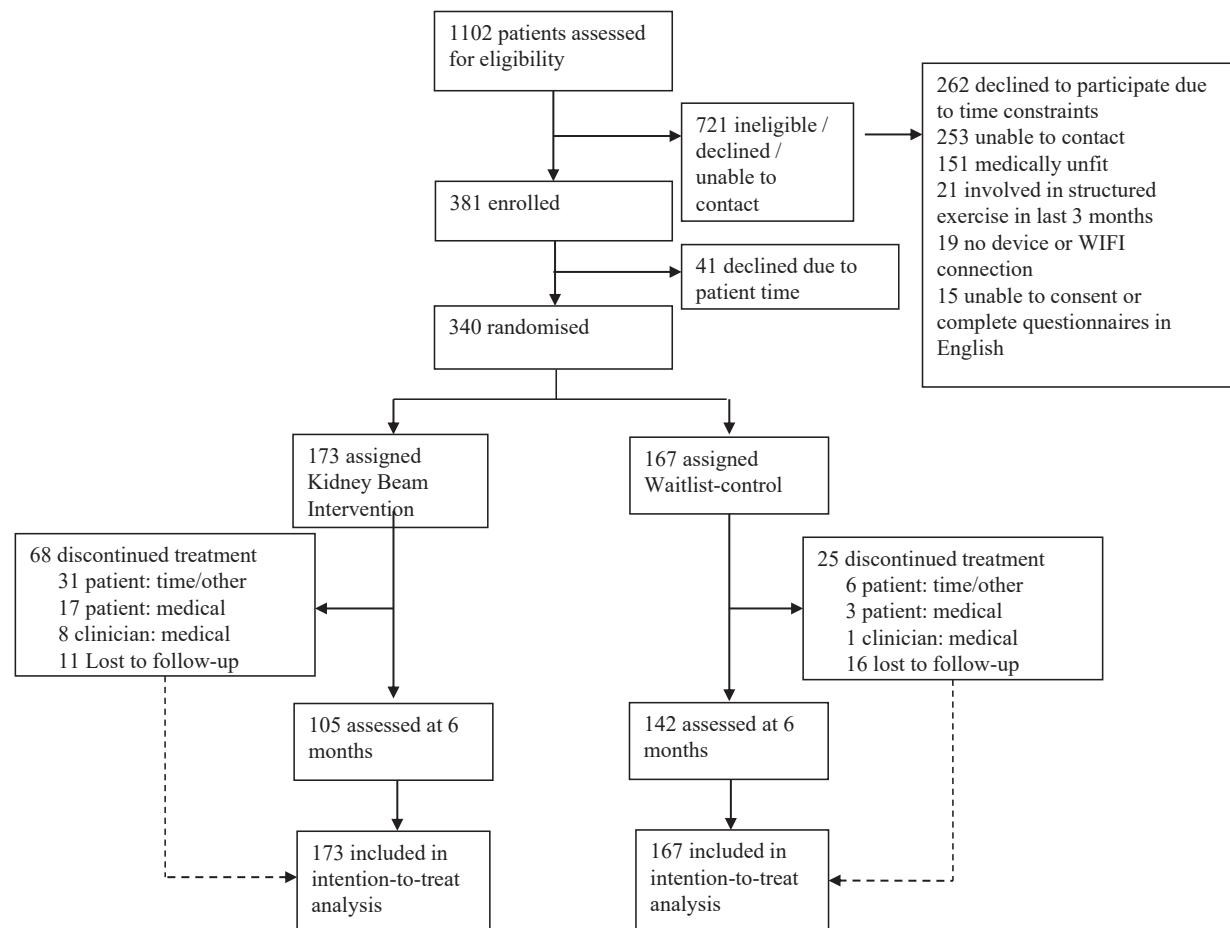 1102 patients assessed
for eligibility
721 ineligible /
declined /
unable to
contact
262 declined to participate due
to time constraints
253 unable to contact
151 medically unfit
21 involved in structured
exercise in last 3 months
19 no device or WIFI
connection
15 unable to consent or
complete questionnaires in
English
381 enrolled
41 declined due to
patient time
340 randomised
173 assigned
Kidney Beam
Intervention
167 assigned
Waitlist-control
68 discontinued treatment
31 patient: time/other
17 patient: medical
8 clinician: medical
11 Lost to follow-up
25 discontinued treatment
6 patient: time/other
3 patient: medical
1 clinician: medical
16 lost to follow-up
105 assessed at 6
months
142 assessed at 6
months
173 included in
intention-to-treat
analysis
167 included in
intention-to-treat
analysis